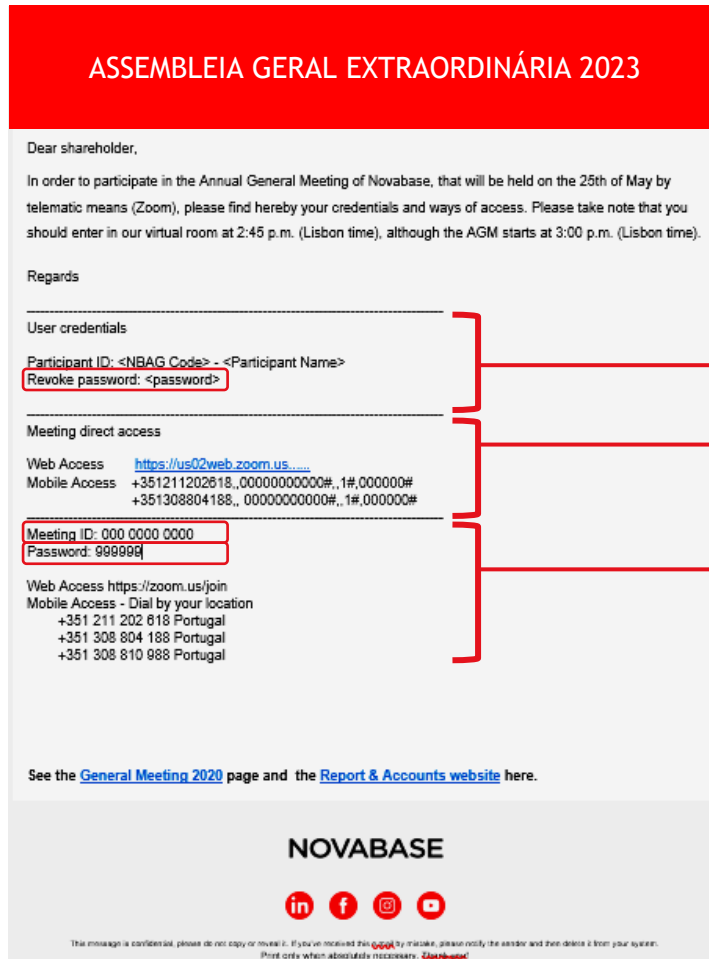 ASSEMBLEIA GERAL EXTRAORDINÁRIA 2023
Dear shareholder,
In order to participate in the Annual General Meeting of Novabase, that will be held on the 25th of May by
telematic means (Zoom), please find hereby your credentials and ways of access. Please take note that you
should enter in our virtual room at 2:45 p.m. (Lisbon time), although the AGM starts at 3:00 p.m. (Lisbon time).
Regards
User credentials
Participant ID: <NBAG Code> - <Participant Name>
Revoke password: <password>
Meeting direct access
Web Access https://us02web.zoom.us......
Mobile Access +351211202618,,00000000000#,,1#,000000#
+351308804188,, 00000000000#,,1#,000000#
Meeting ID: 000 0000 0000
Password: 999999
Web Access https://zoom.us/join
Mobile Access - Dial by your location
+351 211 202 618 Portugal
+351 308 804 188 Portugal
+351 308 810 988 Portugal
See the General Meeting 2020 page and the Report & Accounts website here.
NOVABASE
in f
This message is confidential, please do not copy or reveal it. If you've received this e-mail by mistake, please notify the sender and then delete it from your system.
Print only when absolutely necessary. Thank you!